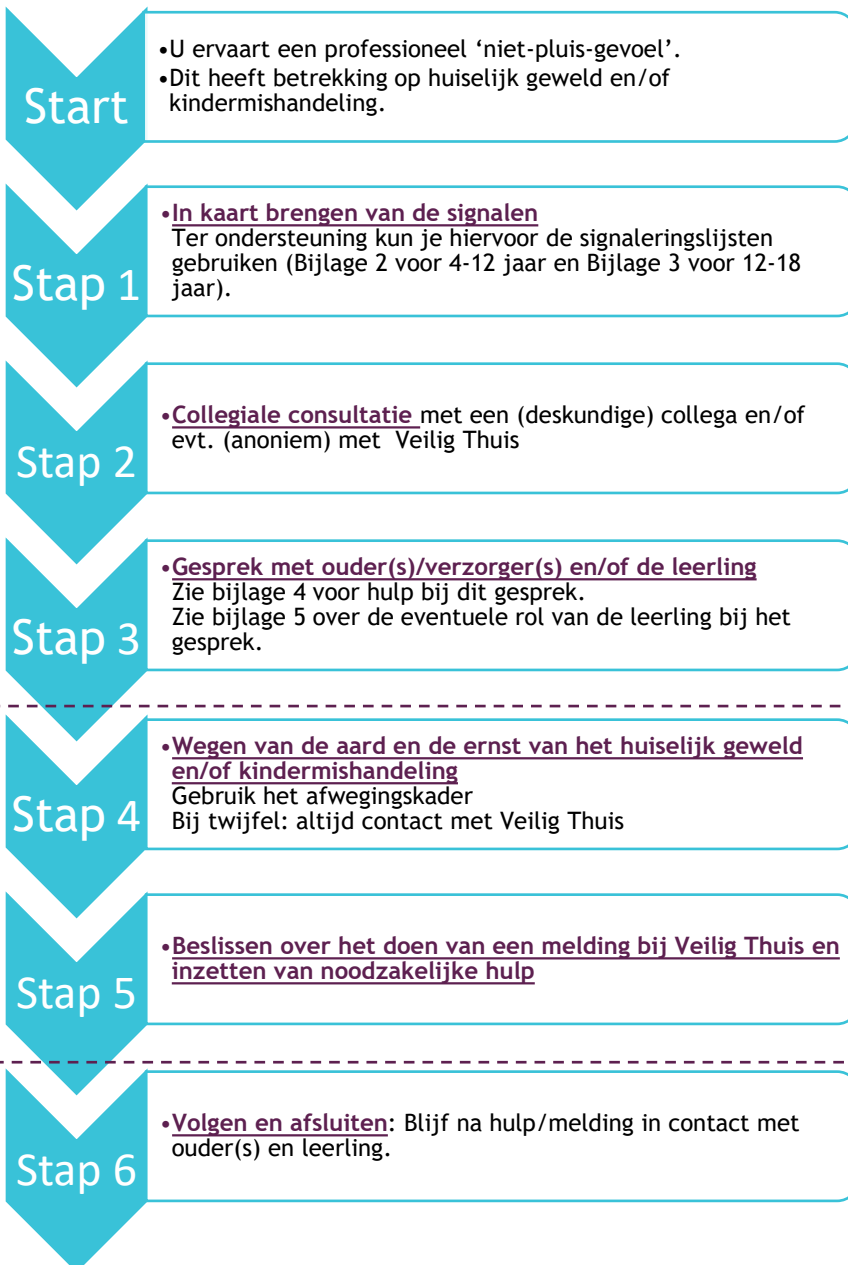 Start
•U ervaart een professioneel ‘niet-pluis-gevoel’.
•Dit heeft betrekking op huiselijk geweld en/of
kindermishandeling.
Stap 1
•In kaart brengen van de signalen
Ter ondersteuning kun je hiervoor de signaleringslijsten
gebruiken (Bijlage 2 voor 4-12 jaar en Bijlage 3 voor 12-18
jaar).
Stap 2
•Collegiale consultatie met een (deskundige) collega en/of
evt. (anoniem) met Veilig Thuis
Stap 3
•Gesprek met ouder(s)/verzorger(s) en/of de leerling
Zie bijlage 4 voor hulp bij dit gesprek.
Zie bijlage 5 over de eventuele rol van de leerling bij het
gesprek.
Stap 4
•Wegen van de aard en de ernst van het huiselijk geweld
en/of kindermishandeling
Gebruik het afwegingskader
Bij twijfel: altijd contact met Veilig Thuis
Stap 5
•Beslissen over het doen van een melding bij Veilig Thuis en
inzetten van noodzakelijke hulp
Stap 6
•Volgen en afsluiten: Blijf na hulp/melding in contact met
ouder(s) en leerling.